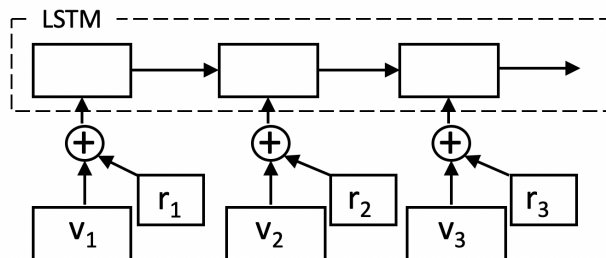 LSTM
+ + +
r₁ r₂ r₃
v₁ v₂ v₃